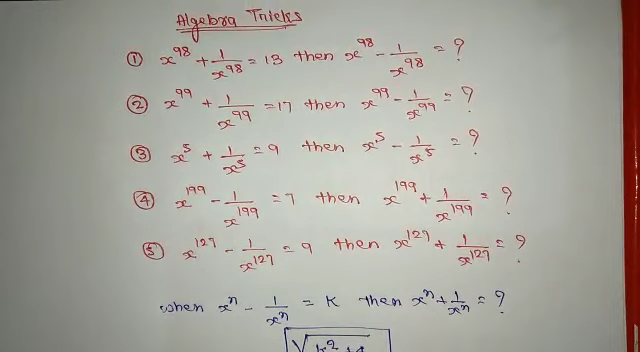 Algebra Tricks
① x^98 + 1/x^98 = 13 then x^98 - 1/x^98 = ?
② x^99 + 1/x^99 = 17 then x^99 - 1/x^99 = ?
③ x^5 + 1/x^5 = 9 then x^5 - 1/x^5 = ?
④ x^199 - 1/x^199 = 7 then x^199 + 1/x^199 = ?
⑤ x^127 - 1/x^127 = 9 then x^127 + 1/x^127 = ?
when x^n - 1/x^n = K then x^n + 1/x^n = ?